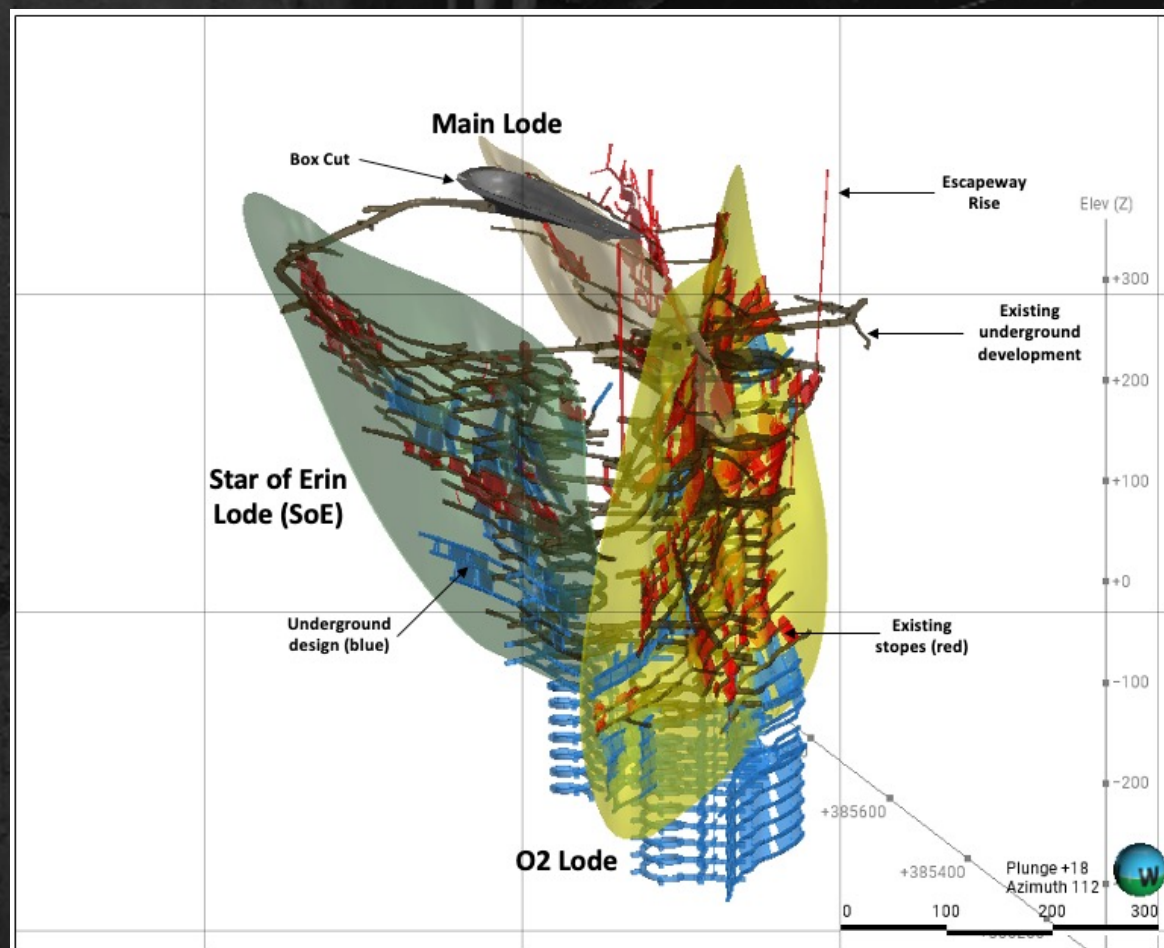 Main Lode
Box Cut
Escapeway
Rise
Elev (Z)
+300
Existing
underground
development
+200
Star of Erin
Lode (SoE)
+100
+0
Underground
design (blue)
Existing
stopes (red)
-100
-200
+385600
O2 Lode
+385400
Plunge +18
Azimuth 112
W
0
100
200
300